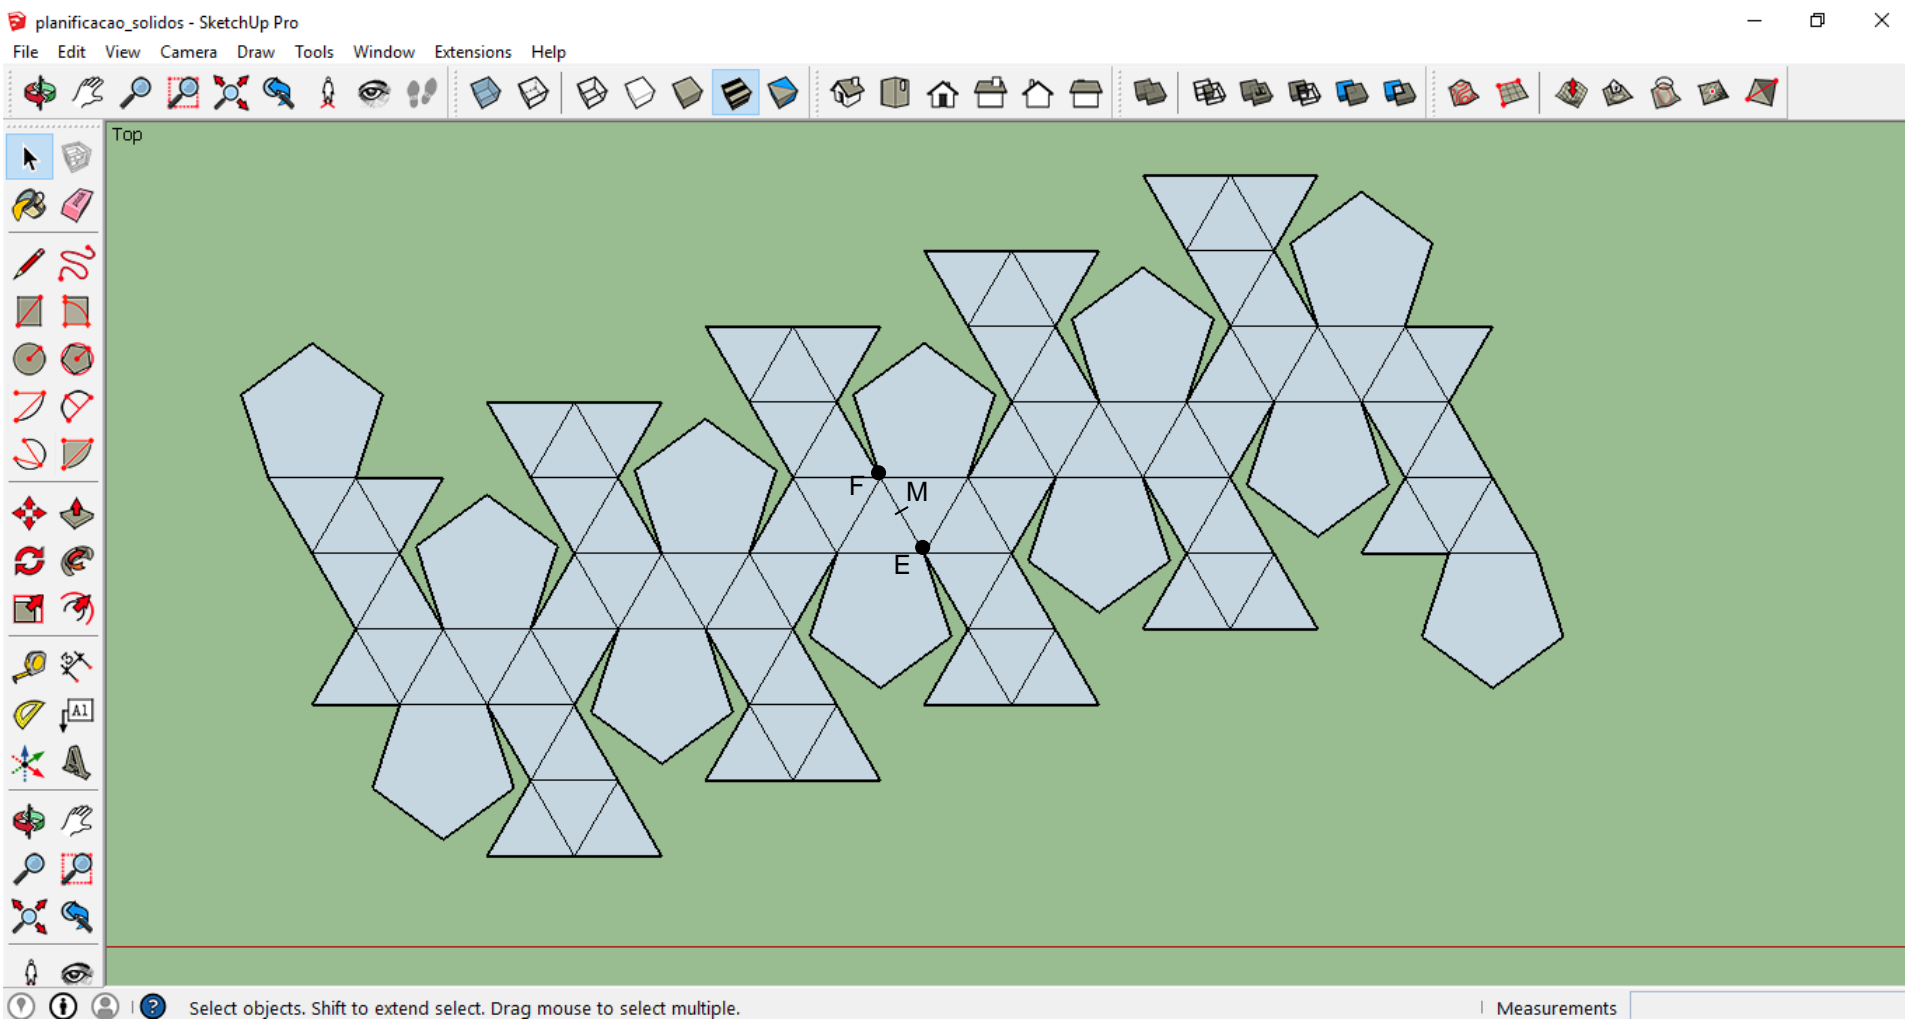 planificacao_solidos - SketchUp Pro
File Edit View Camera Draw Tools Window Extensions Help
Top
F
M
E
A1
Select objects. Shift to extend select. Drag mouse to select multiple.
Measurements